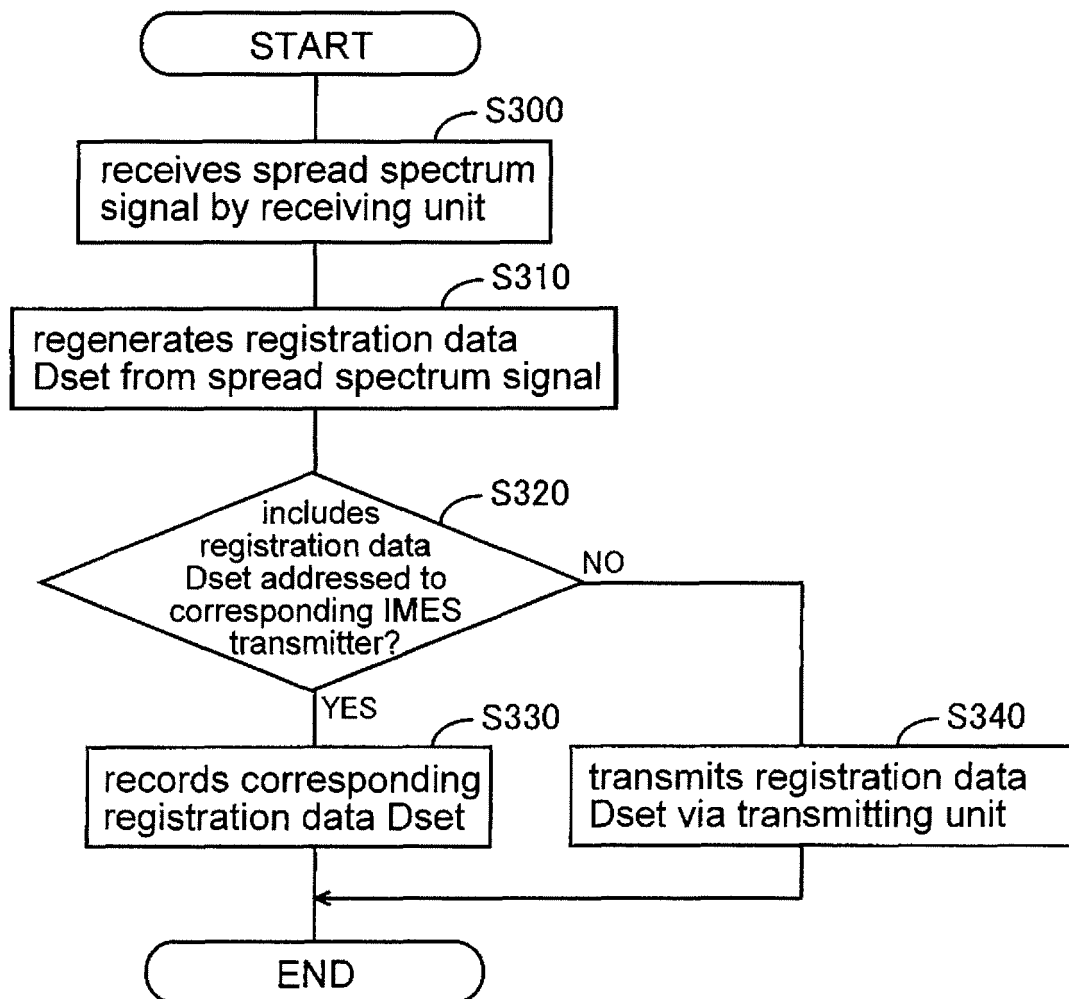 START
S300
receives spread spectrum
signal by receiving unit
S310
regenerates registration data
Dset from spread spectrum signal
S320
includes
registration data
Dset addressed to
corresponding IMES
transmitter?
NO
YES
S330
records corresponding
registration data Dset
S340
transmits registration data
Dset via transmitting unit
END